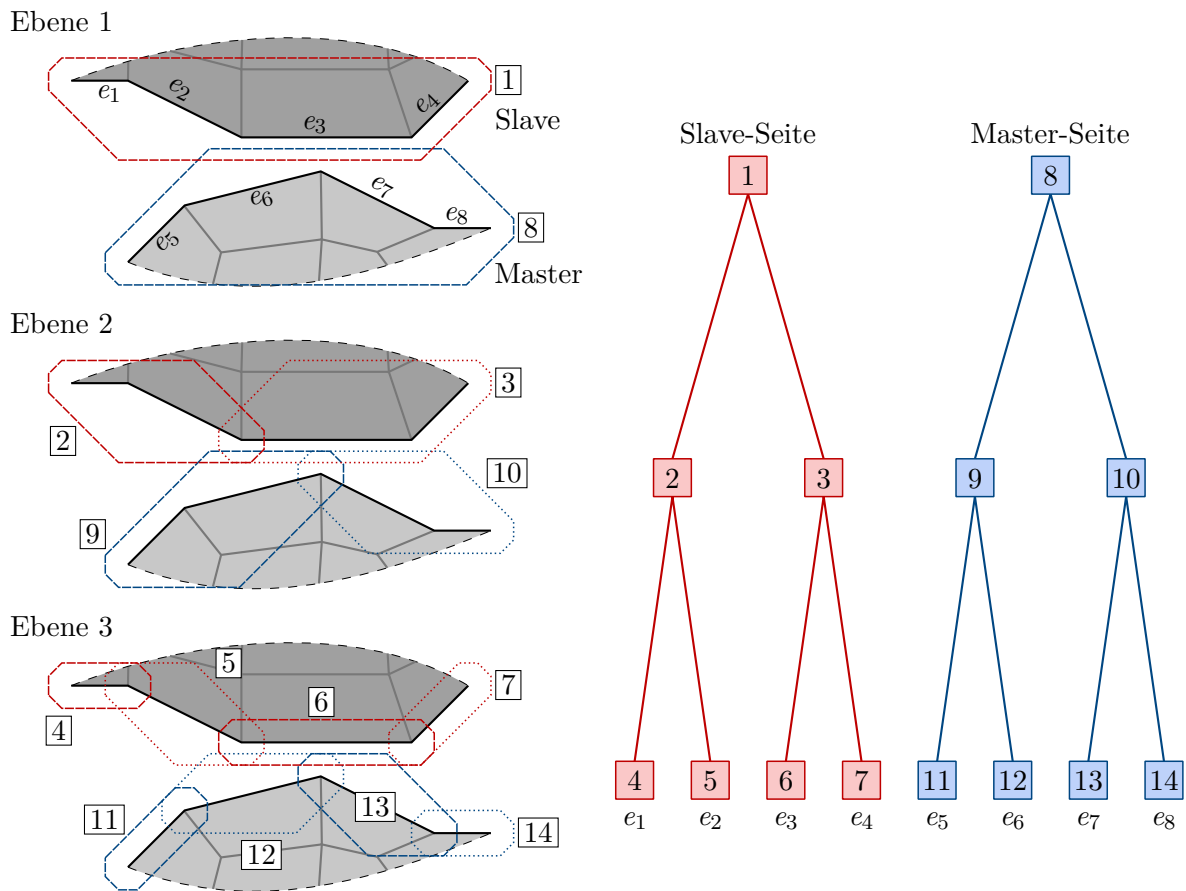 Ebene 1
e1
e2
e3
e4
1
Slave
e5
e6
e7
e8
8
Master
Ebene 2
2
3
9
10
Ebene 3
4
5
6
7
11
12
13
14
Slave-Seite Master-Seite
1 8
2 3 9 10
4 5 6 7 11 12 13 14
e1 e2 e3 e4 e5 e6 e7 e8